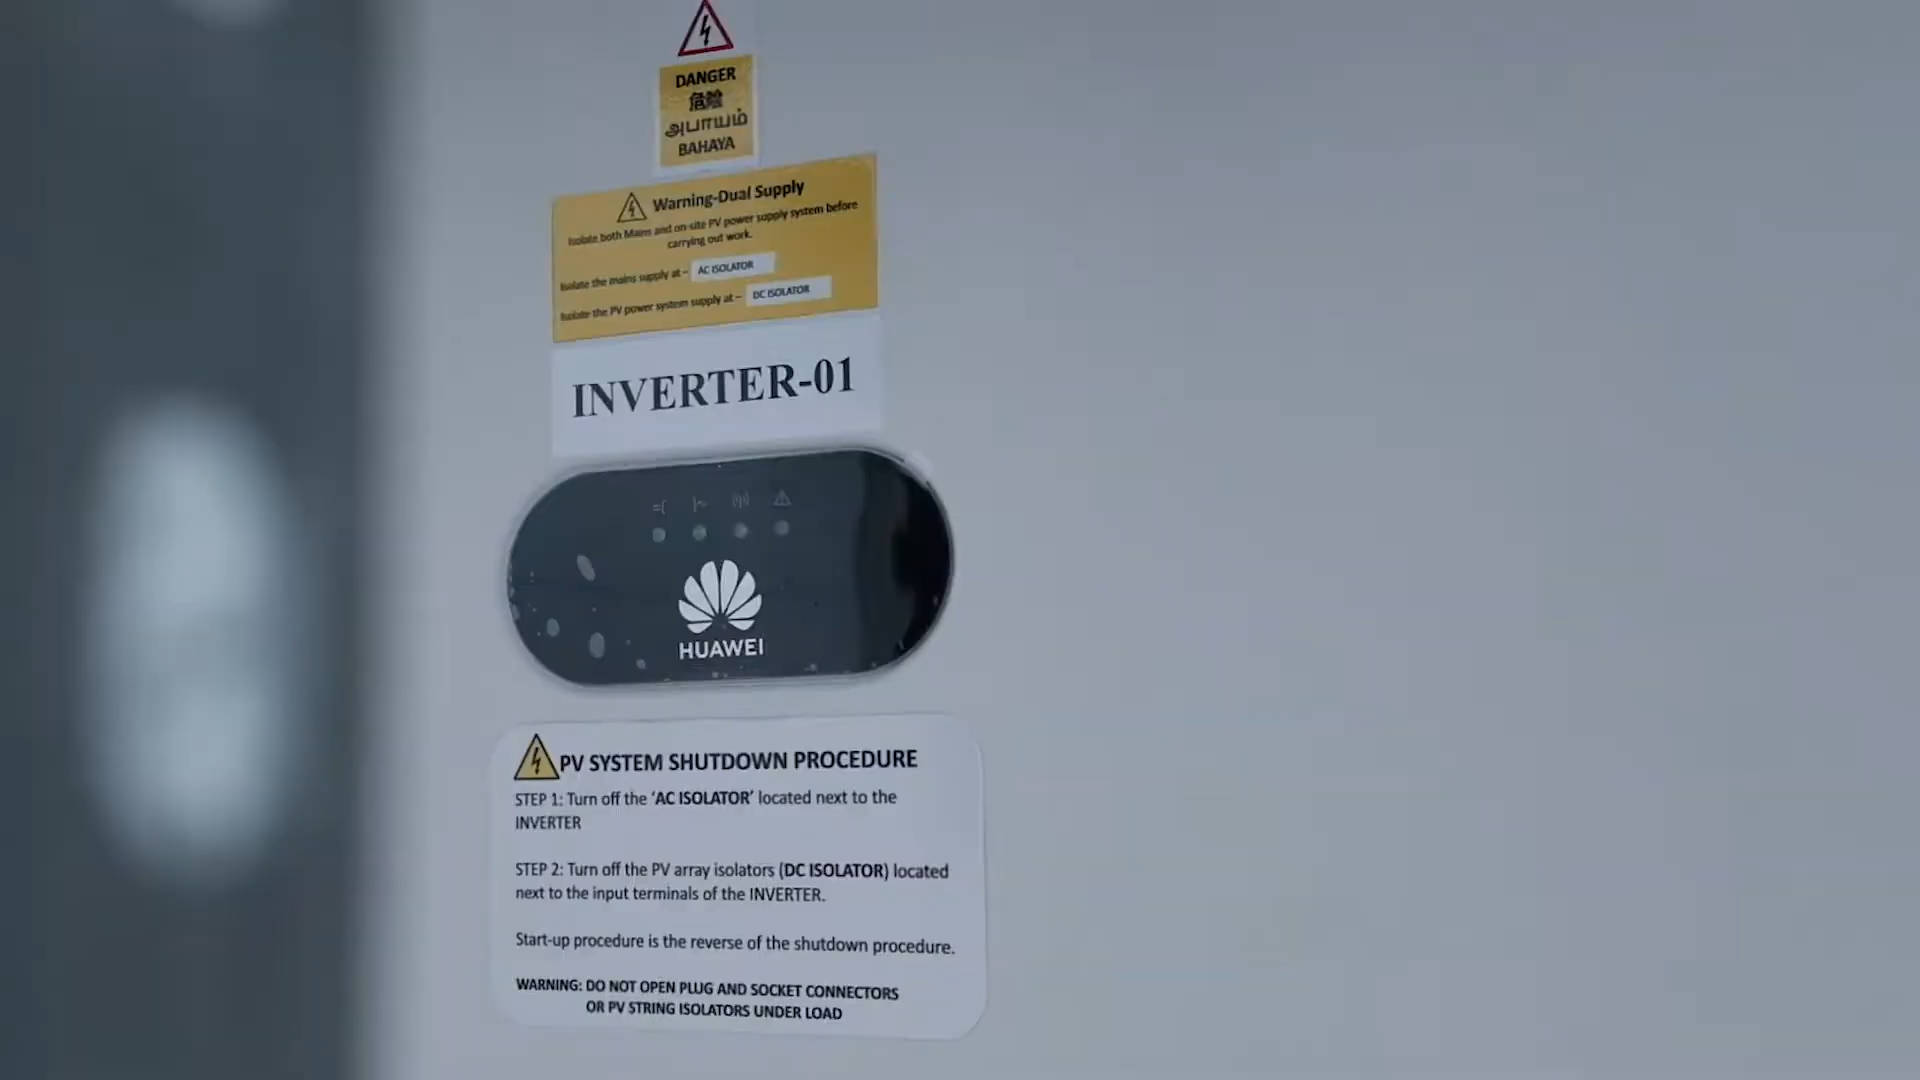 DANGER
危險
அபாயம்
BAHAYA
Warning-Dual Supply
Isolate both Mains and on-site PV power supply system before
carrying out work.
Isolate the mains supply at – AC ISOLATOR
Isolate the PV power system supply at – DC ISOLATOR
INVERTER-01
HUAWEI
PV SYSTEM SHUTDOWN PROCEDURE
STEP 1: Turn off the ‘AC ISOLATOR’ located next to the
INVERTER
STEP 2: Turn off the PV array isolators (DC ISOLATOR) located
next to the input terminals of the INVERTER.
Start-up procedure is the reverse of the shutdown procedure.
WARNING: DO NOT OPEN PLUG AND SOCKET CONNECTORS
OR PV STRING ISOLATORS UNDER LOAD